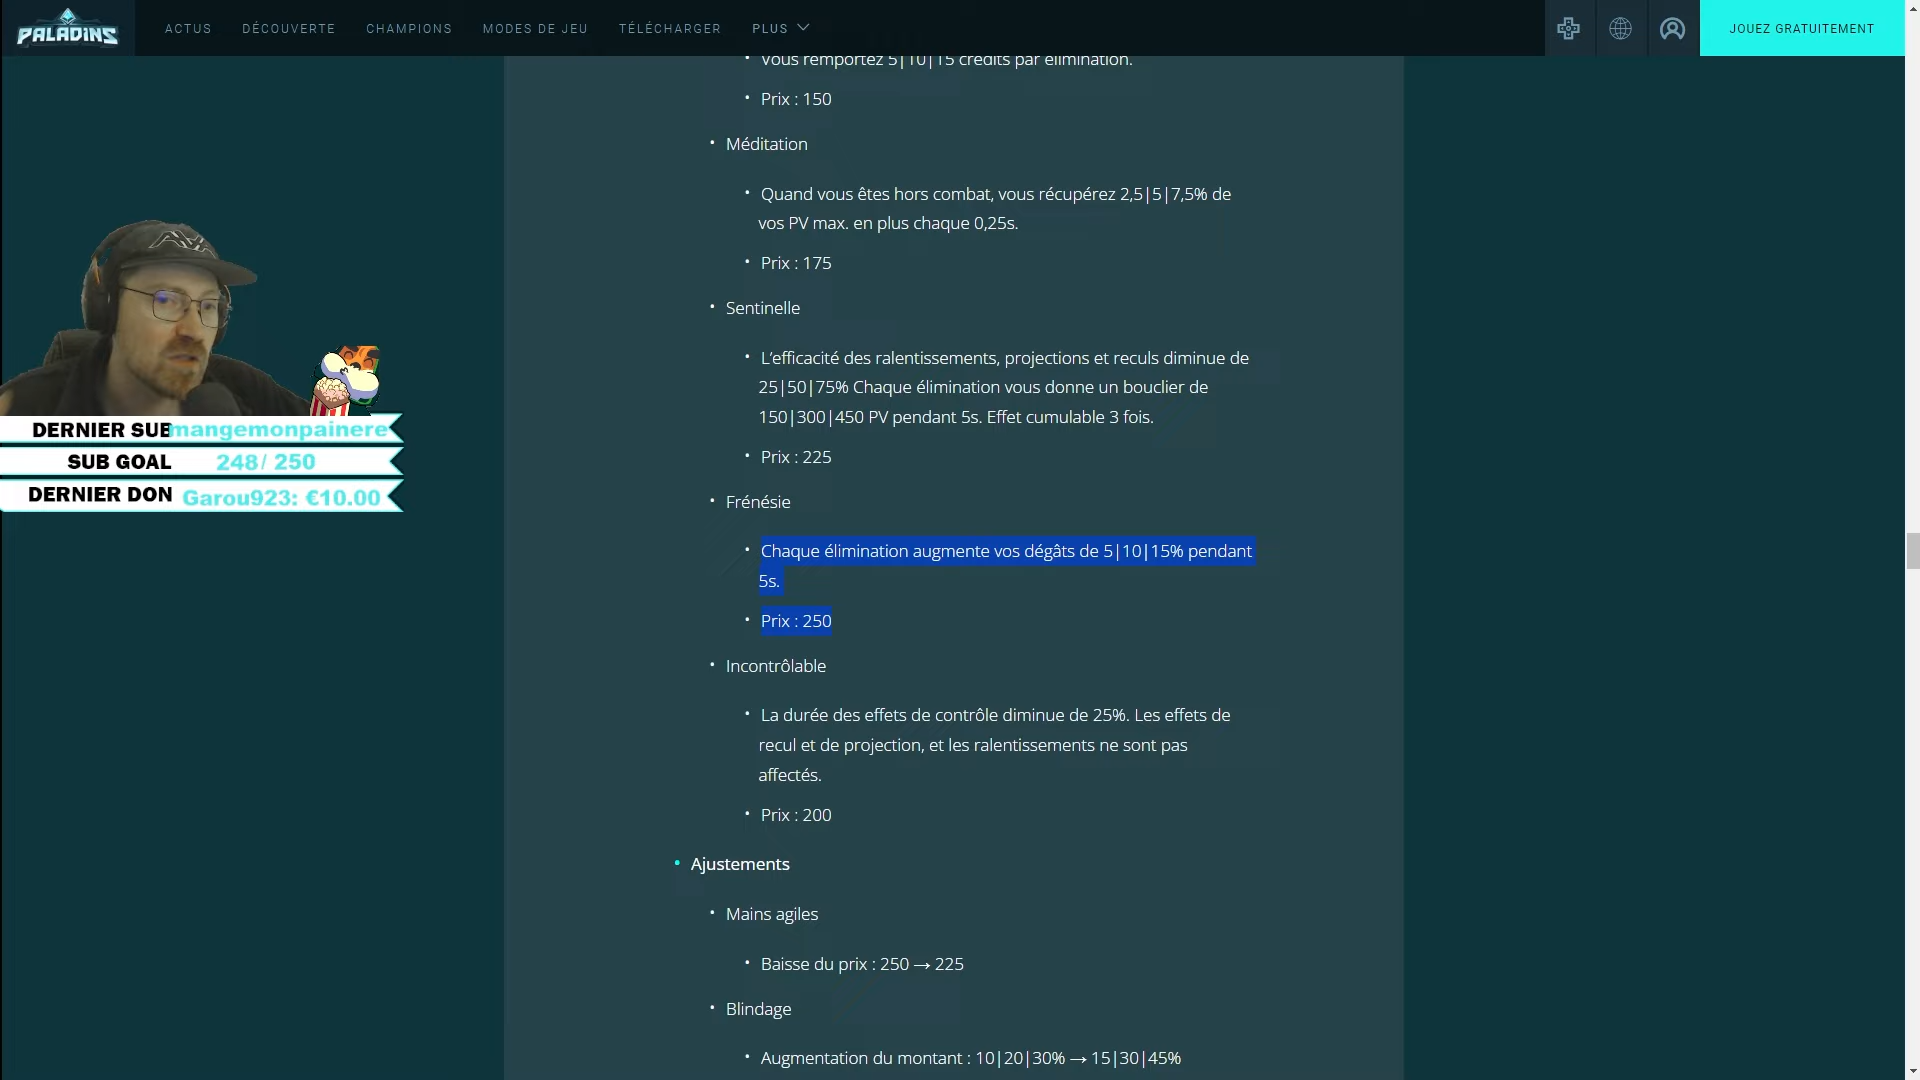 PALADINS
ACTUS
DÉCOUVERTE
CHAMPIONS
MODES DE JEU
TÉLÉCHARGER
PLUS
JOUEZ GRATUITEMENT
• Vous remportez 5|10|15 crédits par élimination.
• Prix : 150
• Méditation
• Quand vous êtes hors combat, vous récupérez 2,5|5|7,5% de
vos PV max. en plus chaque 0,25s.
• Prix : 175
• Sentinelle
• L'efficacité des ralentissements, projections et reculs diminue de
25|50|75% Chaque élimination vous donne un bouclier de
150|300|450 PV pendant 5s. Effet cumulable 3 fois.
• Prix : 225
DERNIER SUB mangemonpainere
SUB GOAL 248/ 250
DERNIER DON Garou923: €10.00
• Frénésie
• Chaque élimination augmente vos dégâts de 5|10|15% pendant
5s.
• Prix : 250
• Incontrôlable
• La durée des effets de contrôle diminue de 25%. Les effets de
recul et de projection, et les ralentissements ne sont pas
affectés.
• Prix : 200
• Ajustements
• Mains agiles
• Baisse du prix : 250 → 225
• Blindage
• Augmentation du montant : 10|20|30% → 15|30|45%